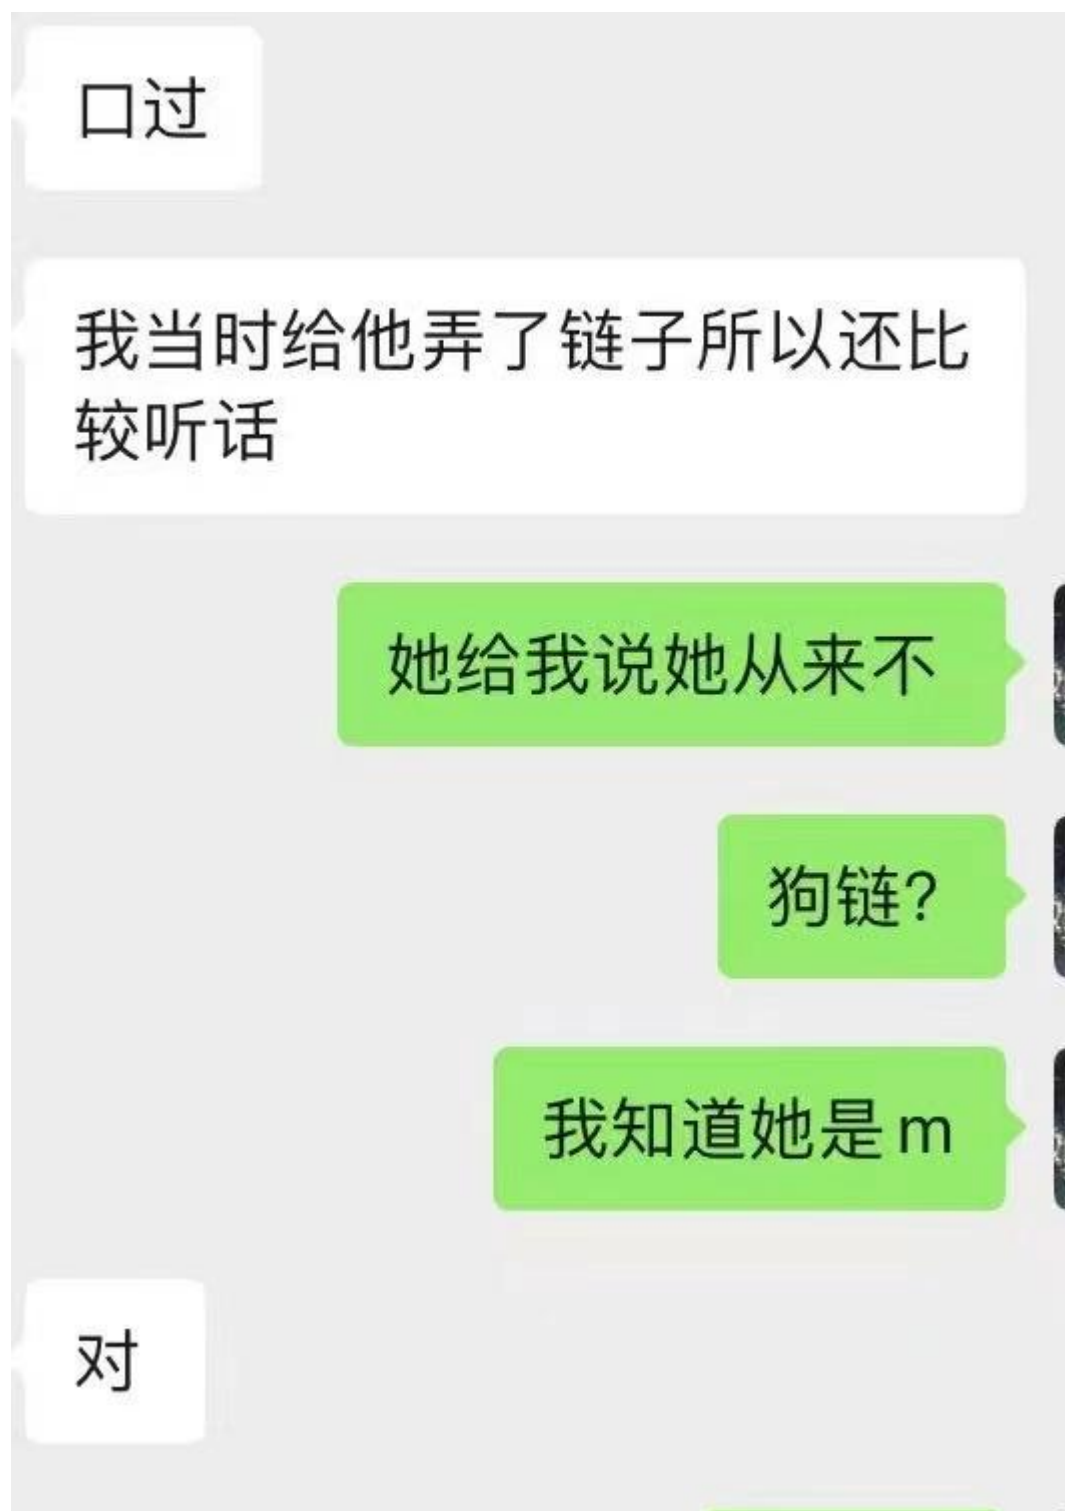 口过
我当时给他弄了链子所以还比
较听话
她给我说她从来不
狗链?
我知道她是m
对